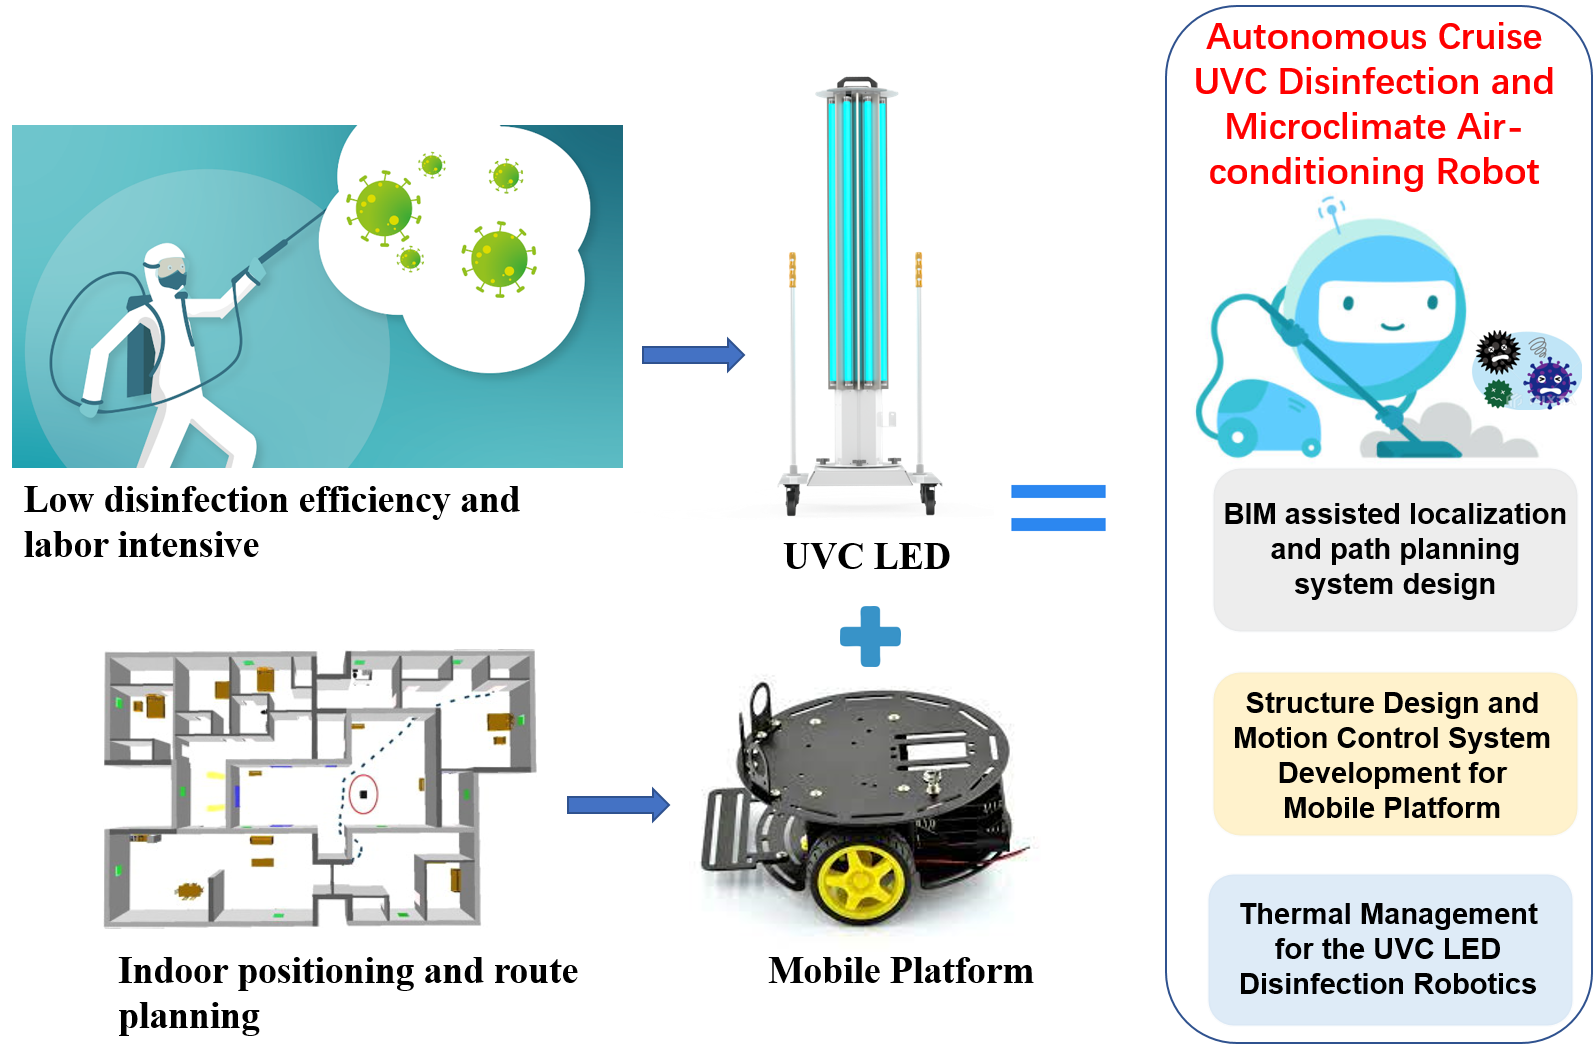 Autonomous Cruise
UVC Disinfection and
Microclimate Air-
conditioning Robot
Low disinfection efficiency and
labor intensive
UVC LED
BIM assisted localization
and path planning
system design
Structure Design and
Motion Control System
Development for
Mobile Platform
Indoor positioning and route
planning
Mobile Platform
Thermal Management
for the UVC LED
Disinfection Robotics